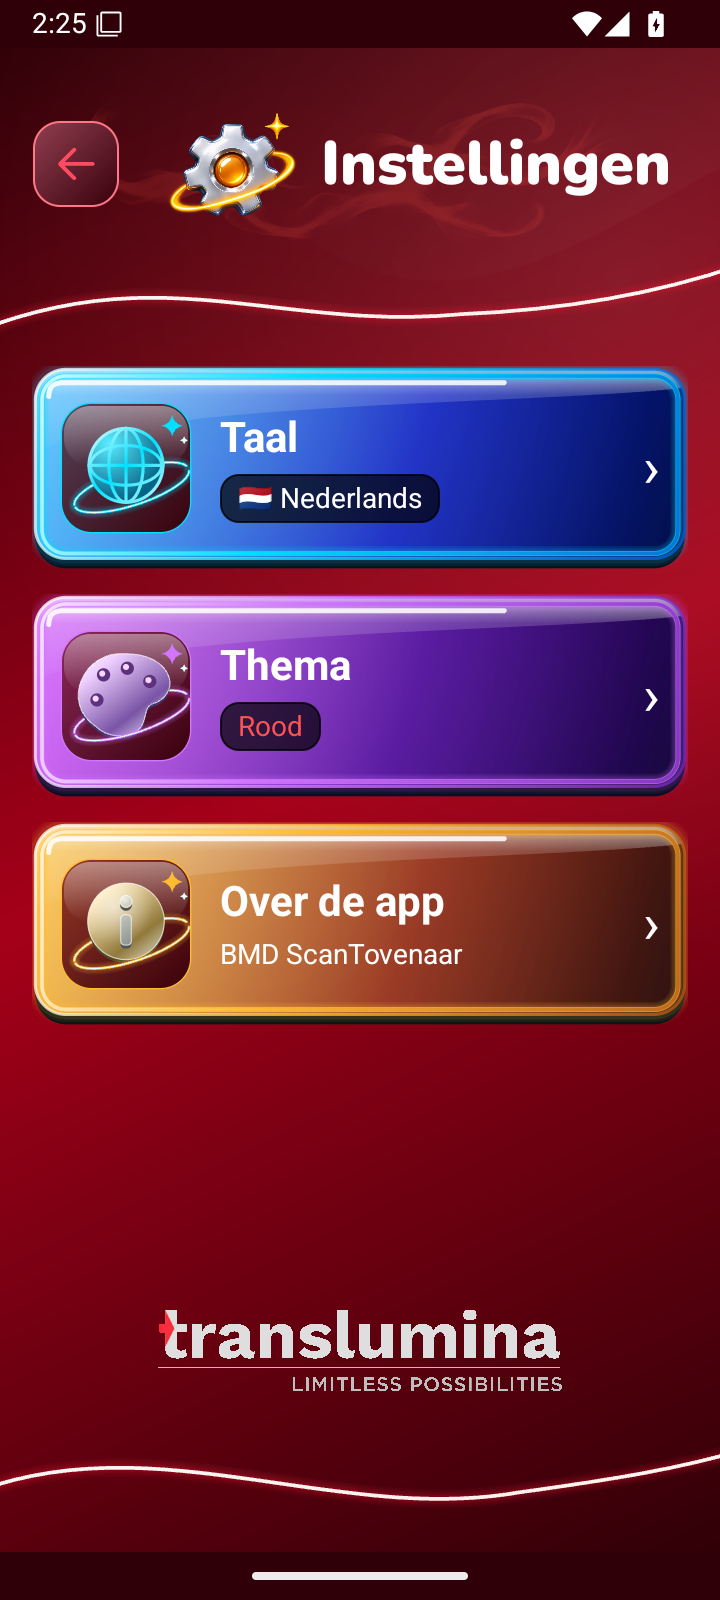 2:25
Instellingen
Taal
🇳🇱 Nederlands
Thema
Rood
Over de app
BMD ScanTovenaar
translumina
LIMITLESS POSSIBILITIES